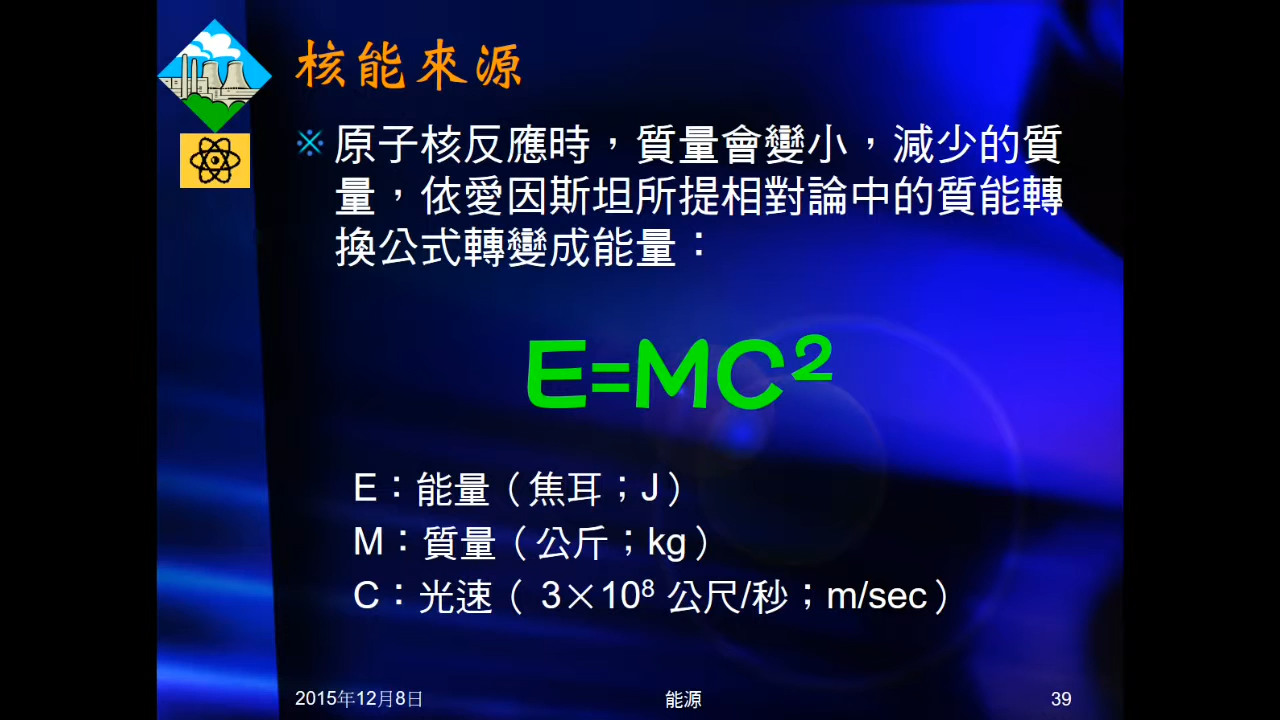 核能來源
※原子核反應時，質量會變小，減少的質
量，依愛因斯坦所提相對論中的質能轉
換公式轉變成能量：
E=MC²
E：能量（焦耳；J）
M：質量（公斤；kg）
C：光速（ 3×10⁸ 公尺/秒；m/sec）
2015年12月8日 能源 39